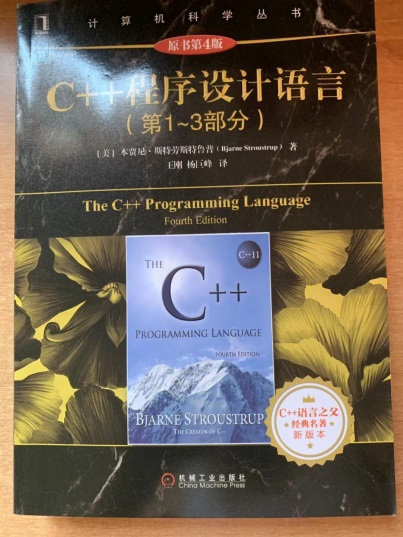 计算机科学丛书
原书第4版
C++程序设计语言
（第1~3部分）
［美］本贾尼·斯特劳斯特鲁普（Bjarne Stroustrup）著
王刚 杨巨峰 译
The C++ Programming Language
Fourth Edition
THE
C++11
C++
PROGRAMMING LANGUAGE
FOURTH EDITION
BJARNE STROUSTRUP
THE CREATOR OF C++
C++语言之父
经典名著
新版本
机械工业出版社
China Machine Press